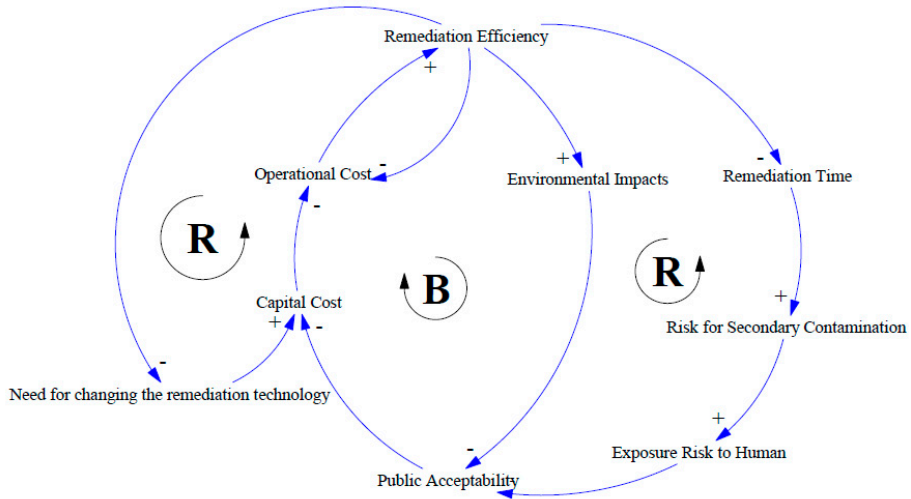 Remediation Efficiency
+
-
Operational Cost
+
Environmental Impacts
-
Remediation Time
-
R
B
R
+
Capital Cost
+
-
Risk for Secondary Contamination
-
Need for changing the remediation technology
+
Exposure Risk to Human
-
Public Acceptability